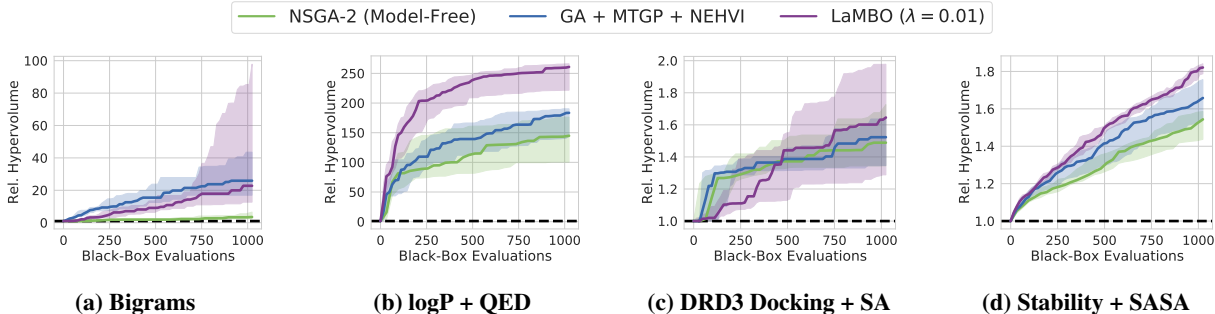 NSGA-2 (Model-Free) GA + MTGP + NEHVI LaMBO (λ = 0.01)
Rel. Hypervolume
100
80
60
40
20
0
0 250 500 750 1000
Black-Box Evaluations
(a) Bigrams
Rel. Hypervolume
250
200
150
100
50
0
0 250 500 750 1000
Black-Box Evaluations
(b) logP + QED
Rel. Hypervolume
2.0
1.8
1.6
1.4
1.2
1.0
0 250 500 750 1000
Black-Box Evaluations
(c) DRD3 Docking + SA
Rel. Hypervolume
1.8
1.6
1.4
1.2
1.0
0 250 500 750 1000
Black-Box Evaluations
(d) Stability + SASA